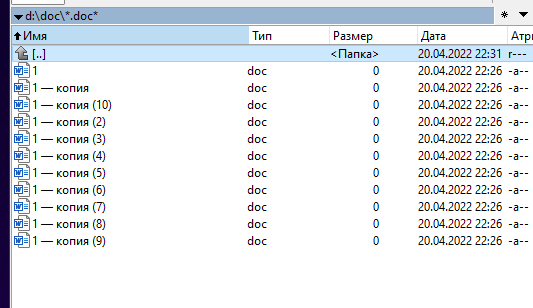 d:\doc\*.doc*
Имя Тип Размер Дата Атри
[..] <Папка> 20.04.2022 22:31 r---
1 doc 0 20.04.2022 22:26 -a--
1 — копия doc 0 20.04.2022 22:26 -a--
1 — копия (10) doc 0 20.04.2022 22:26 -a--
1 — копия (2) doc 0 20.04.2022 22:26 -a--
1 — копия (3) doc 0 20.04.2022 22:26 -a--
1 — копия (4) doc 0 20.04.2022 22:26 -a--
1 — копия (5) doc 0 20.04.2022 22:26 -a--
1 — копия (6) doc 0 20.04.2022 22:26 -a--
1 — копия (7) doc 0 20.04.2022 22:26 -a--
1 — копия (8) doc 0 20.04.2022 22:26 -a--
1 — копия (9) doc 0 20.04.2022 22:26 -a--